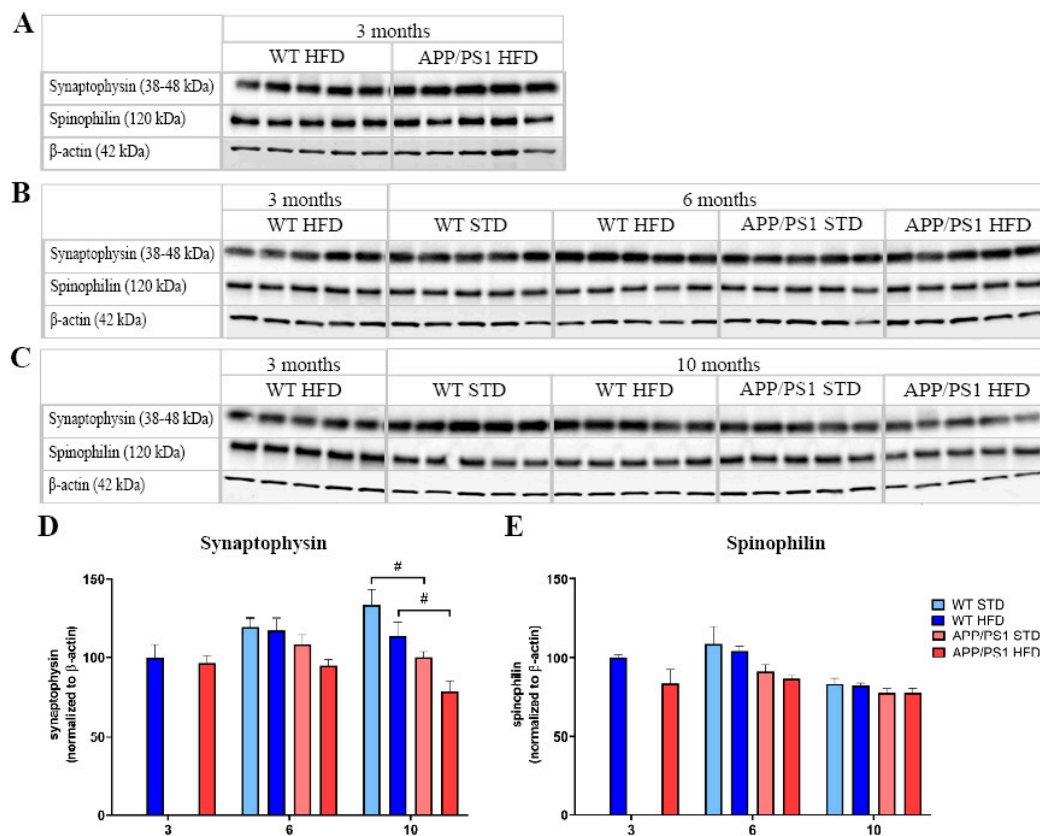 A
3 months
WT HFD APP/PS1 HFD
Synaptophysin (38-48 kDa)
Spinophilin (120 kDa)
β-actin (42 kDa)
B
3 months 6 months
WT HFD WT STD WT HFD APP/PS1 STD APP/PS1 HFD
Synaptophysin (38-48 kDa)
Spinophilin (120 kDa)
β-actin (42 kDa)
C
3 months 10 months
WT HFD WT STD WT HFD APP/PS1 STD APP/PS1 HFD
Synaptophysin (38-48 kDa)
Spinophilin (120 kDa)
β-actin (42 kDa)
D
Synaptophysin
synaptophysin
(normalized to β-actin)
150
100
50
0
# 
#
3 6 10
E
Spinophilin
spinophilin
(normalized to β-actin)
150
100
50
0
3 6 10
WT STD
WT HFD
APP/PS1 STD
APP/PS1 HFD